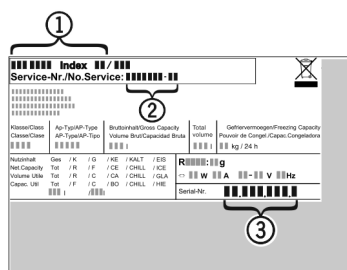 1
Index / 
Service-Nr./No.Service: -
2
Klasse/Class Ap-Typ/AP-Type Bruttoinhalt/Gross Capacity Total Gefriervermoegen/Freezing Capacity
Classe/Clase AP-Type/AP-Tipo Volume Brut/Capacidad Bruta volume Pouvoir de Congel./Capac.Congeladora
l l kg / 24 h
Nutzinhalt Ges / K / G / KE / KALT / EIS
Net.Capacity Tot / R / F / CE / CHILL / ICE
Volume Utile Tot / R / C / CA / CHILL / GLA
Capac. Util Tot / F / C / BO / CHILL / HIE
l / l
R : g
W A - V Hz
Serial-Nr. . . .
3